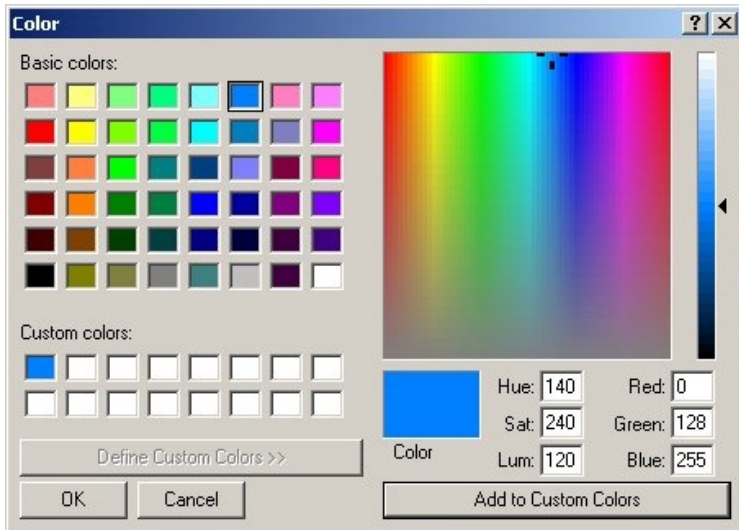 Color
Basic colors:
Custom colors:
Define Custom Colors >>
OK Cancel
Color
Hue: 140 Red: 0
Sat: 240 Green: 128
Lum: 120 Blue: 255
Add to Custom Colors